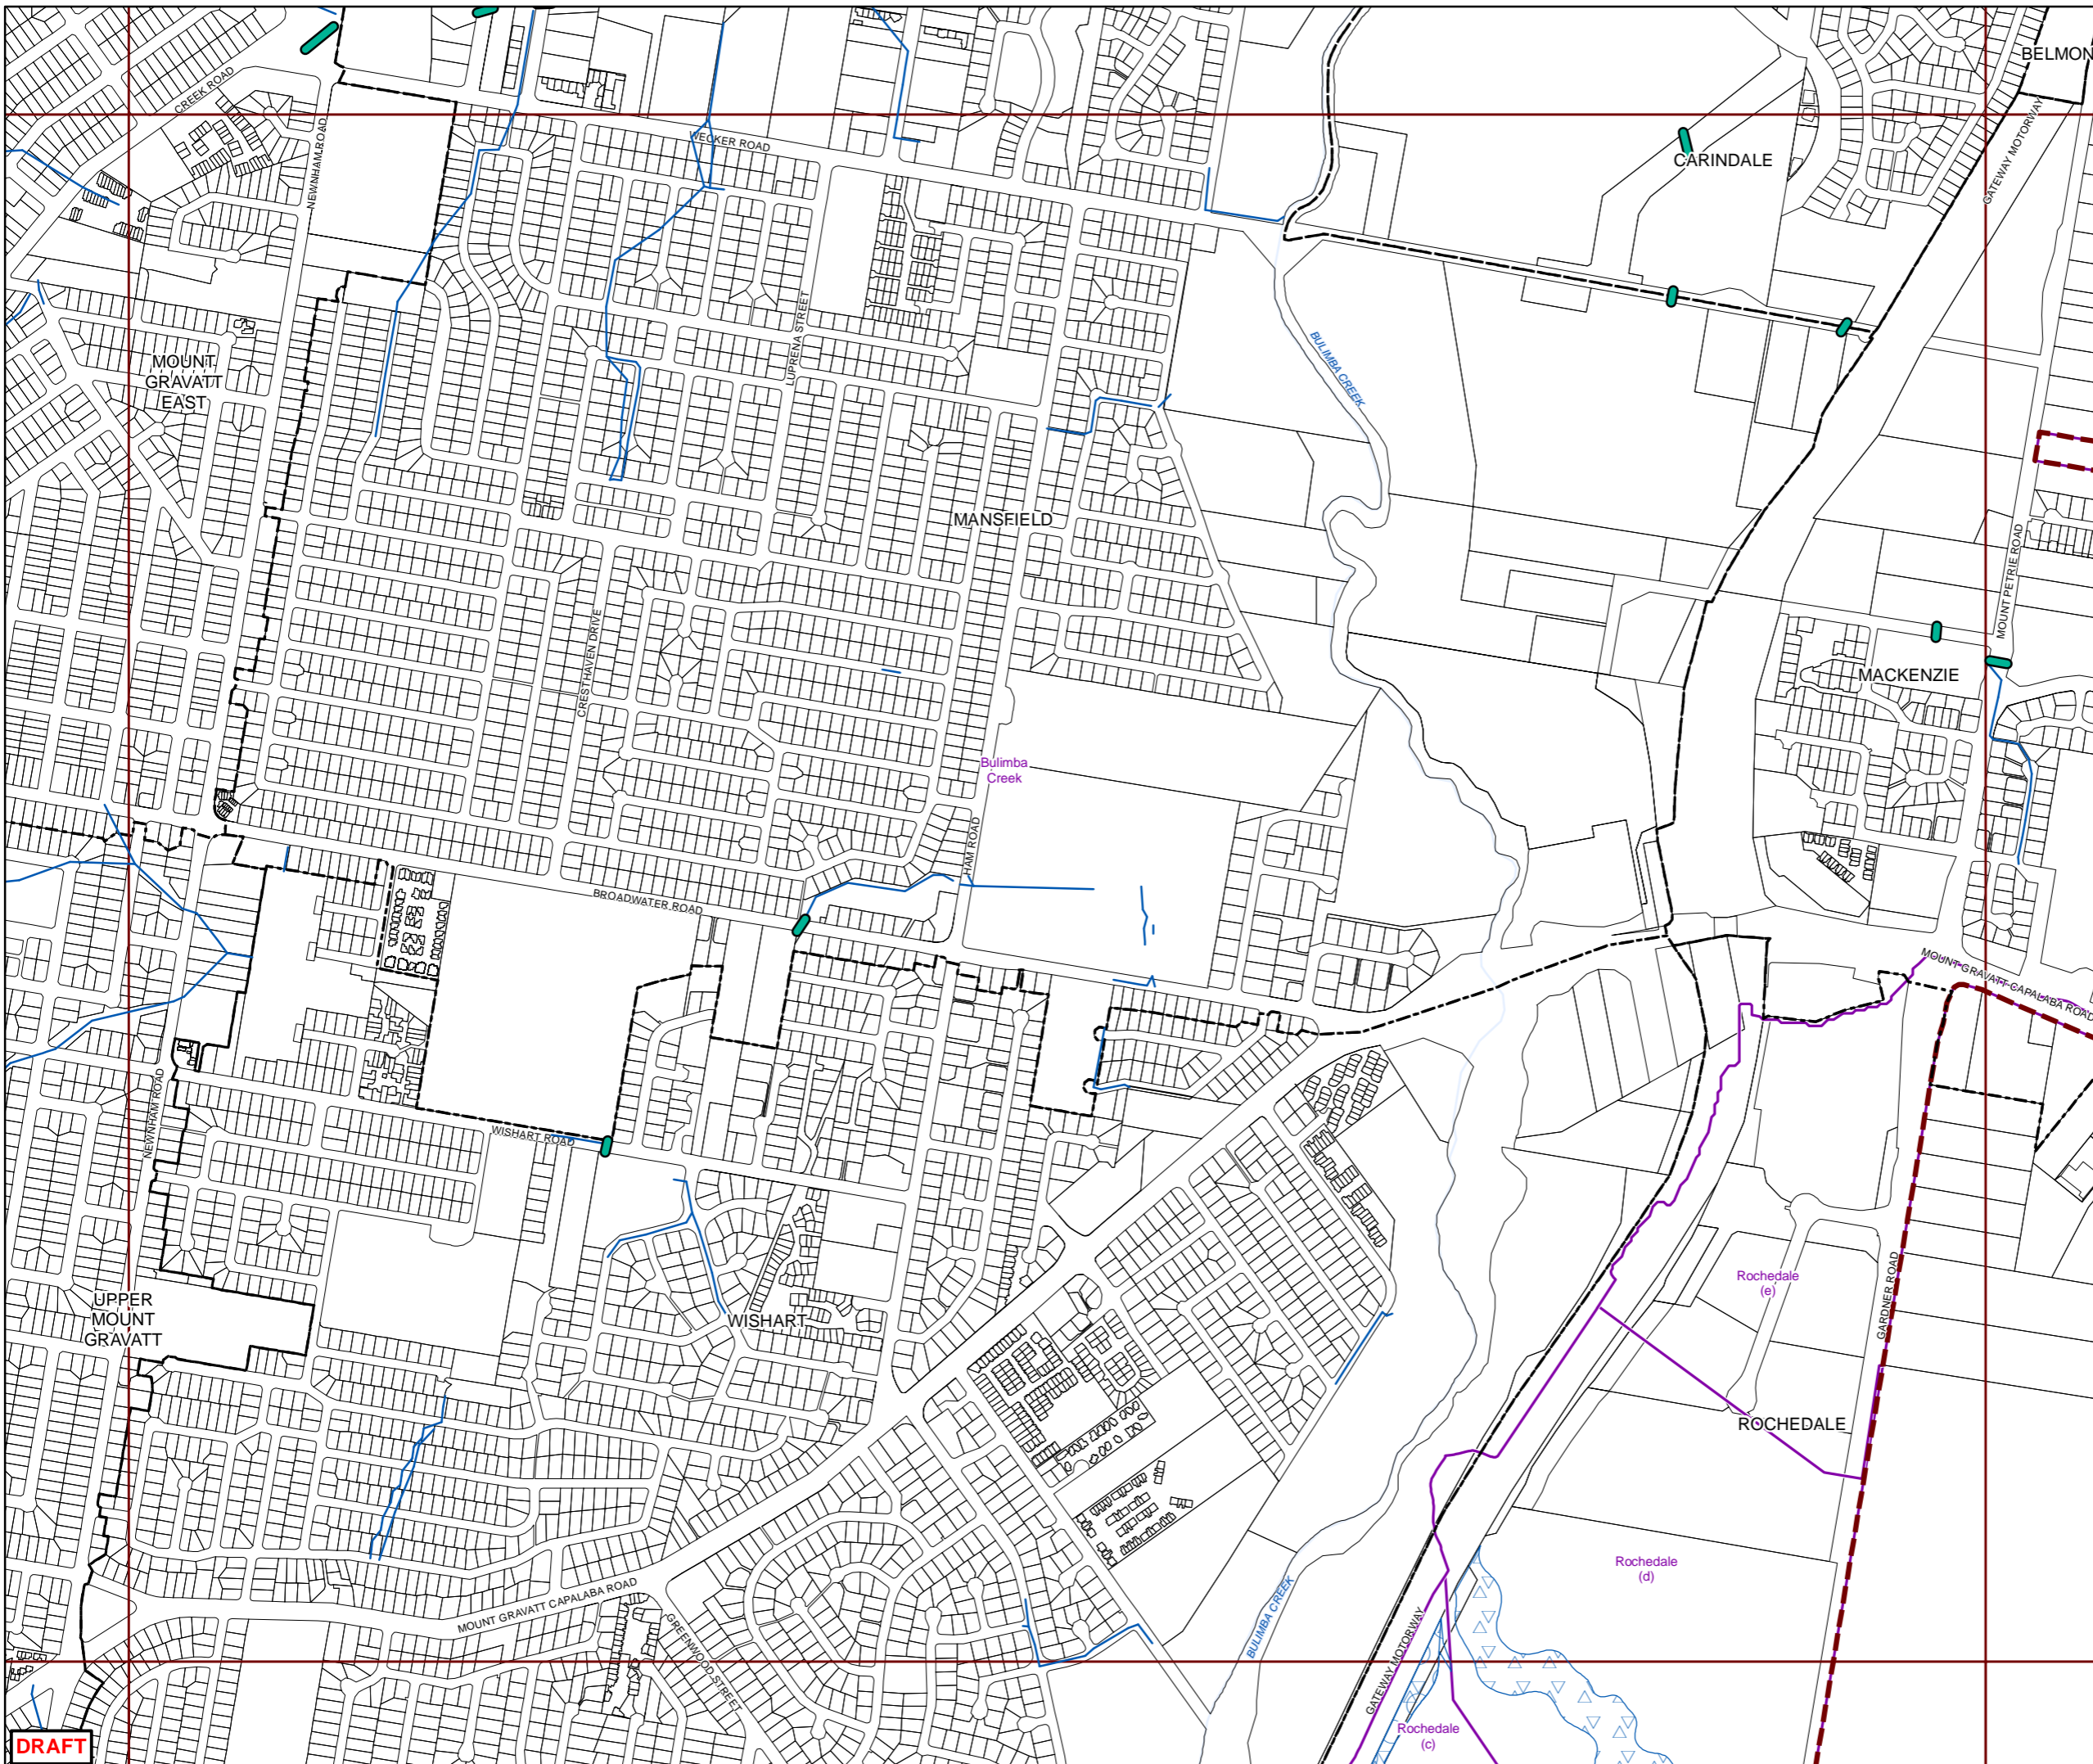 BELMON
CREEK ROAD
NEWNHAM ROAD
WECKER ROAD
GATEWAY MOTORWAY
CARINDALE
MOUNT
GRAVATT
EAST
LUPRENA STREET
BULIMBA CREEK
MANSFIELD
MOUNT PETRIE ROAD
CRESTHAVEN DRIVE
MACKENZIE
Bulimba
Creek
HAM ROAD
BROADWATER ROAD
MOUNT GRAVATT CAPALABA ROAD
NEWNHAM ROAD
WISHART ROAD
Rochedale
(e)
GARDNER ROAD
UPPER
MOUNT
GRAVATT
WISHART
ROCHEDALE
Rochedale
(d)
MOUNT GRAVATT CAPALABA ROAD
GREENWOOD STREET
BULIMBA CREEK
GATEWAY MOTORWAY
Rochedale
(c)
DRAFT